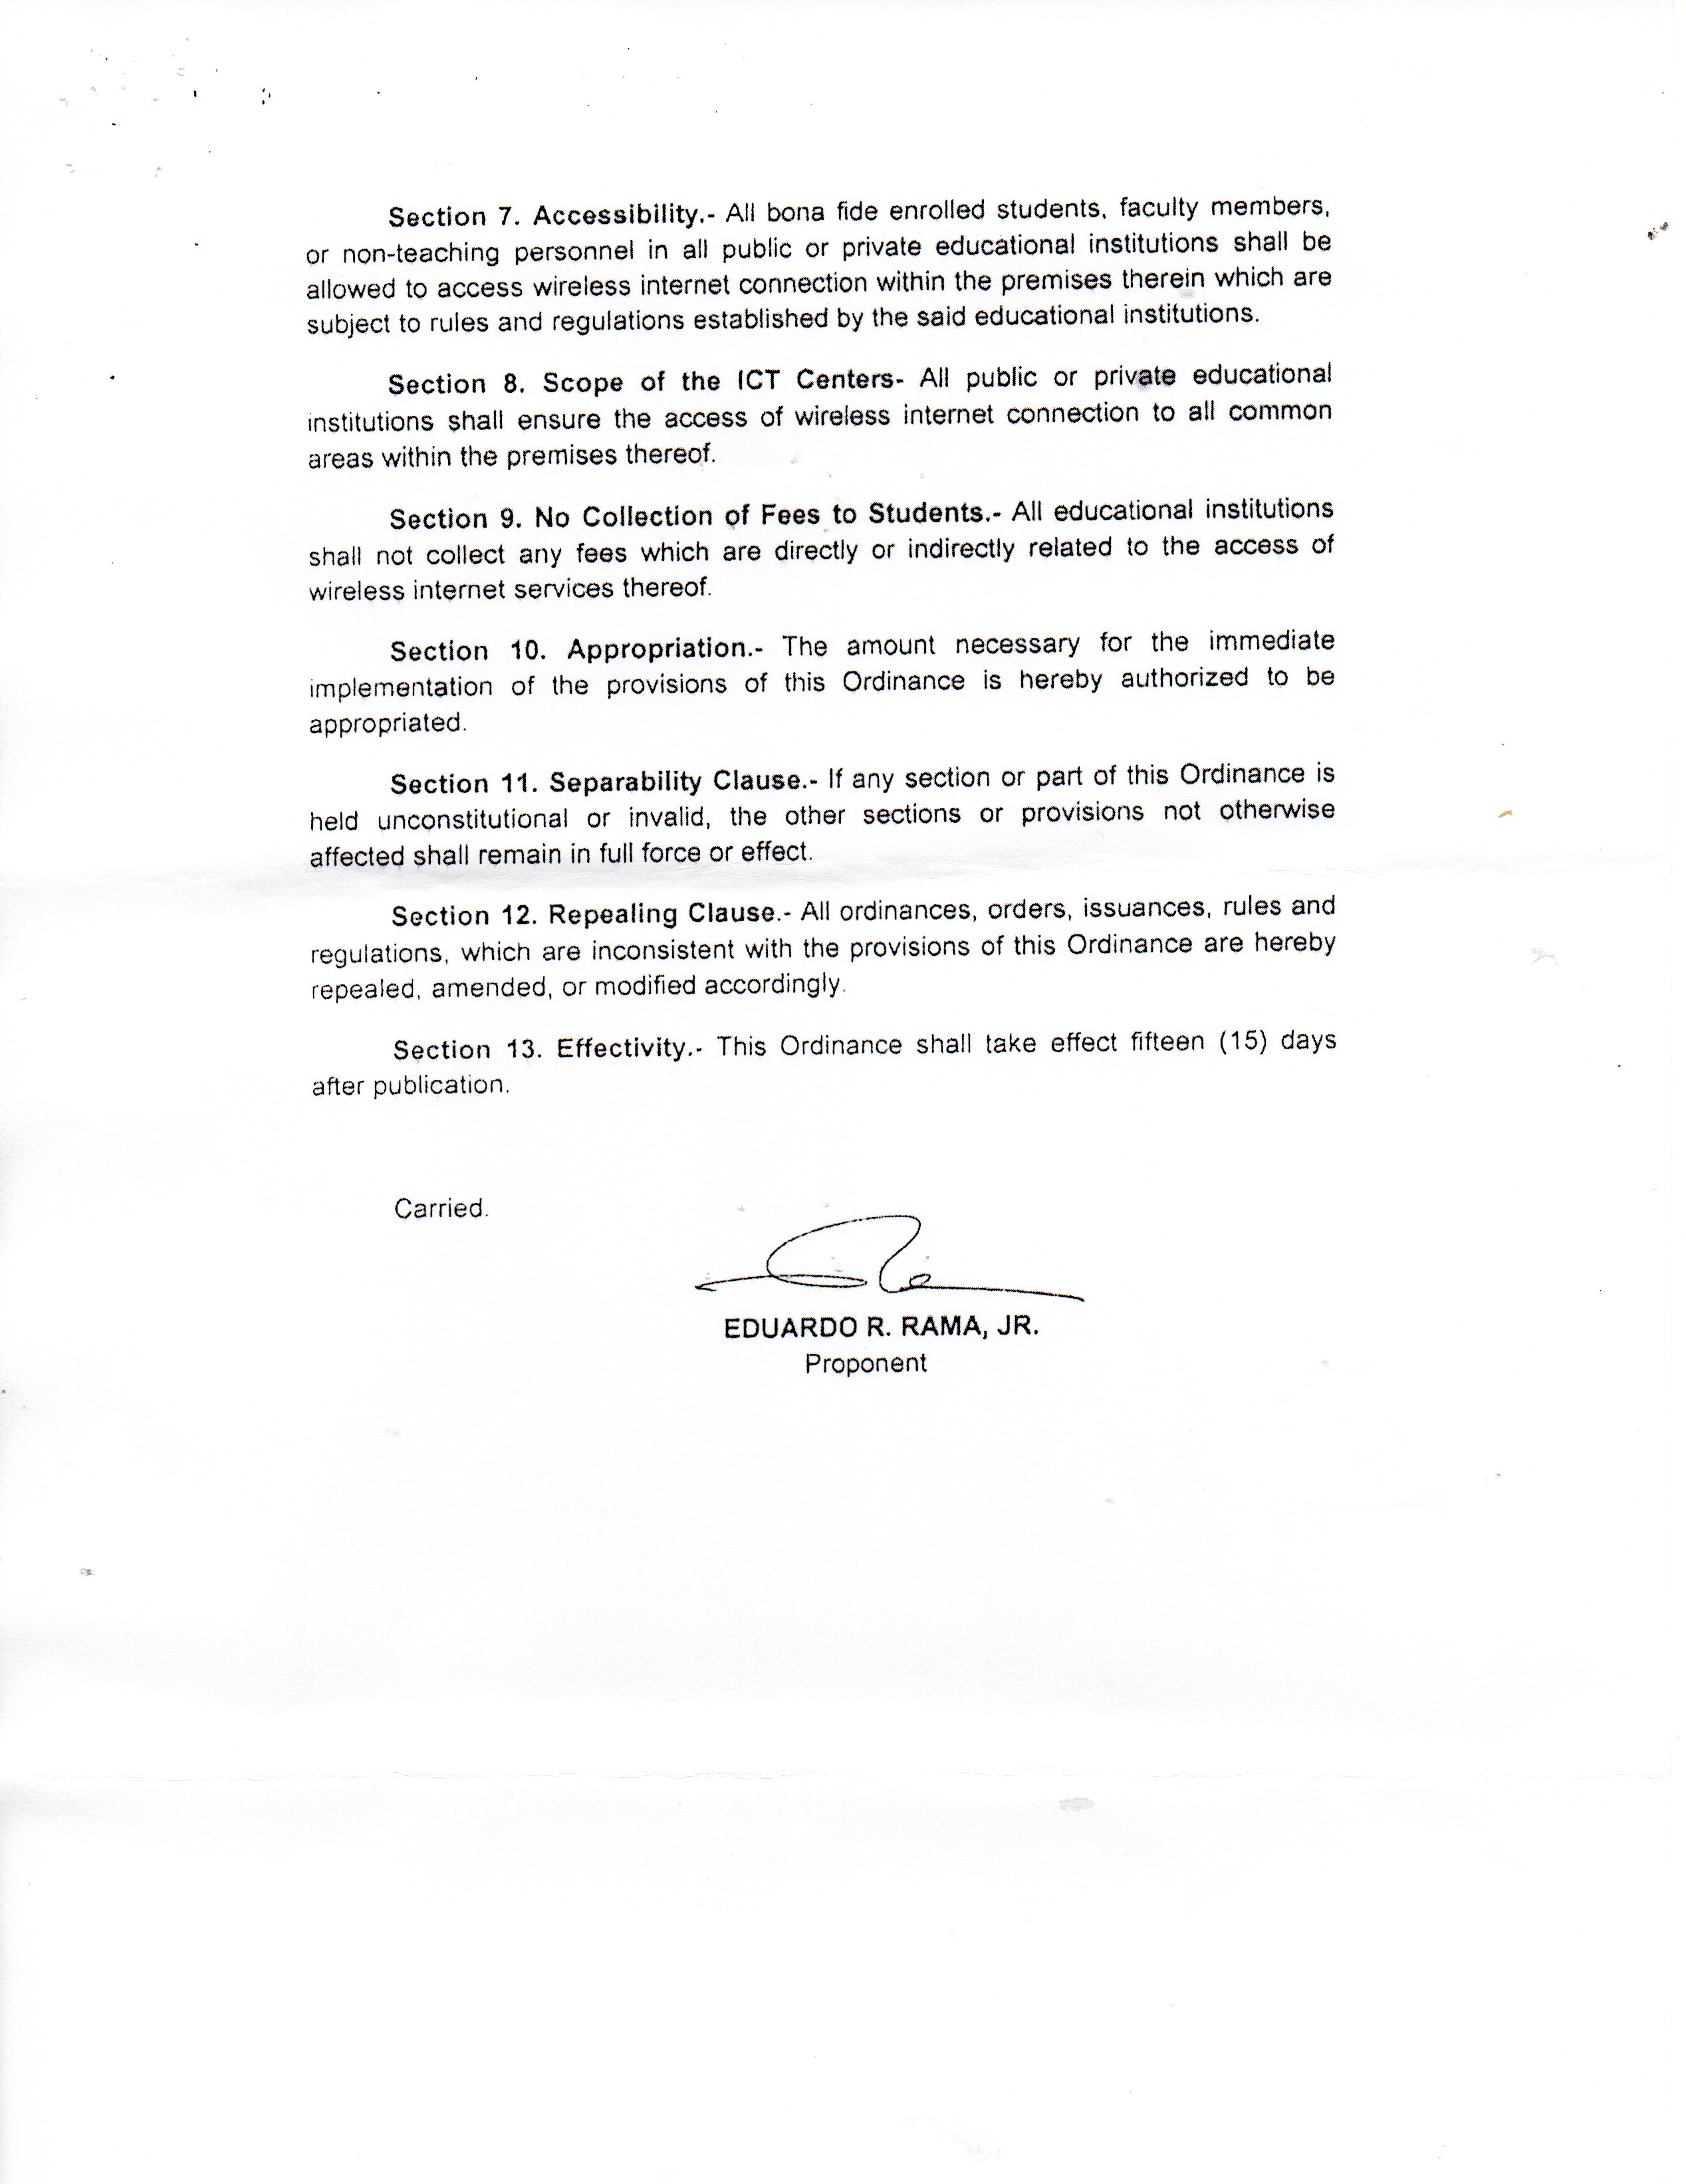 Section 7. Accessibility.- All bona fide enrolled students, faculty members,
or non-teaching personnel in all public or private educational institutions shall be
allowed to access wireless internet connection within the premises therein which are
subject to rules and regulations established by the said educational institutions.
Section 8. Scope of the ICT Centers- All public or private educational
institutions shall ensure the access of wireless internet connection to all common
areas within the premises thereof.
Section 9. No Collection of Fees to Students.- All educational institutions
shall not collect any fees which are directly or indirectly related to the access of
wireless internet services thereof.
Section 10. Appropriation.- The amount necessary for the immediate
implementation of the provisions of this Ordinance is hereby authorized to be
appropriated.
Section 11. Separability Clause.- If any section or part of this Ordinance is
held unconstitutional or invalid, the other sections or provisions not otherwise
affected shall remain in full force or effect.
Section 12. Repealing Clause.- All ordinances, orders, issuances, rules and
regulations, which are inconsistent with the provisions of this Ordinance are hereby
repealed, amended, or modified accordingly.
Section 13. Effectivity.- This Ordinance shall take effect fifteen (15) days
after publication.
Carried.
EDUARDO R. RAMA, JR.
Proponent